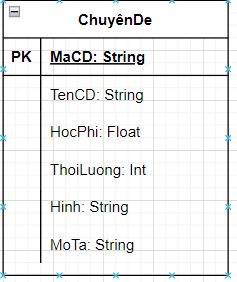 ChuyênDe
PK MaCD: String
TenCD: String
HocPhi: Float
ThoiLuong: Int
Hinh: String
MoTa: String